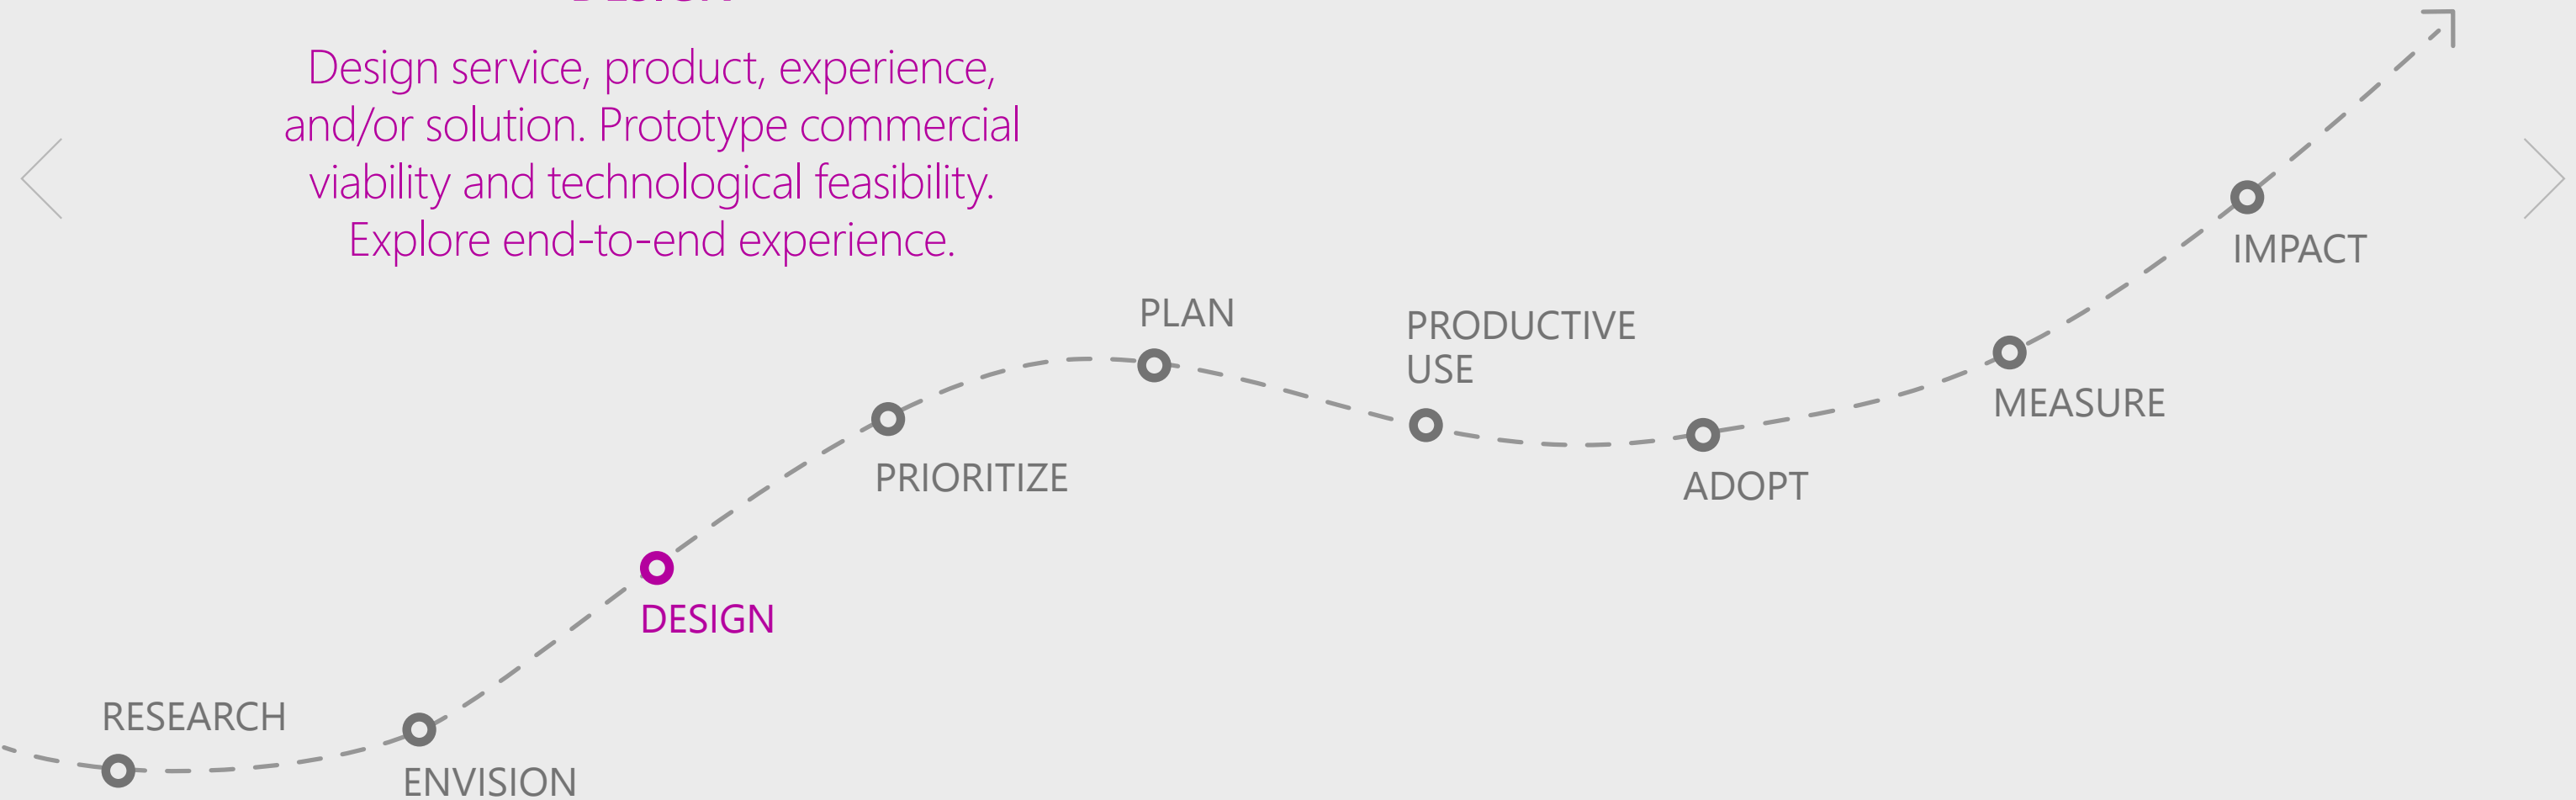 Design service, product, experience,
and/or solution. Prototype commercial
viability and technological feasibility.
Explore end-to-end experience.
PLAN
PRODUCTIVE
USE
IMPACT
MEASURE
PRIORITIZE
ADOPT
DESIGN
RESEARCH
ENVISION